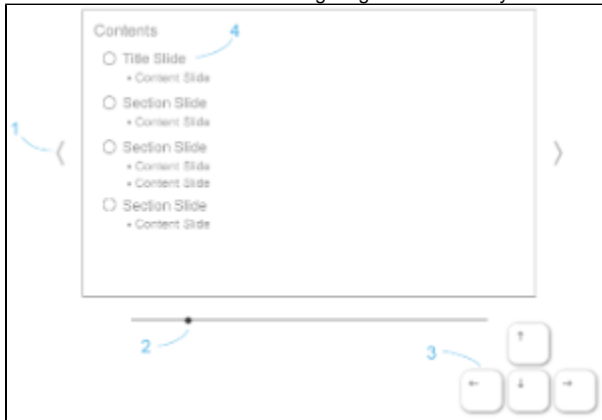 Contents
4
○ Title Slide
• Content Slide
○ Section Slide
• Content Slide
1
○ Section Slide
• Content Slide
• Content Slide
○ Section Slide
• Content Slide
2
3
↑
← ↓ →